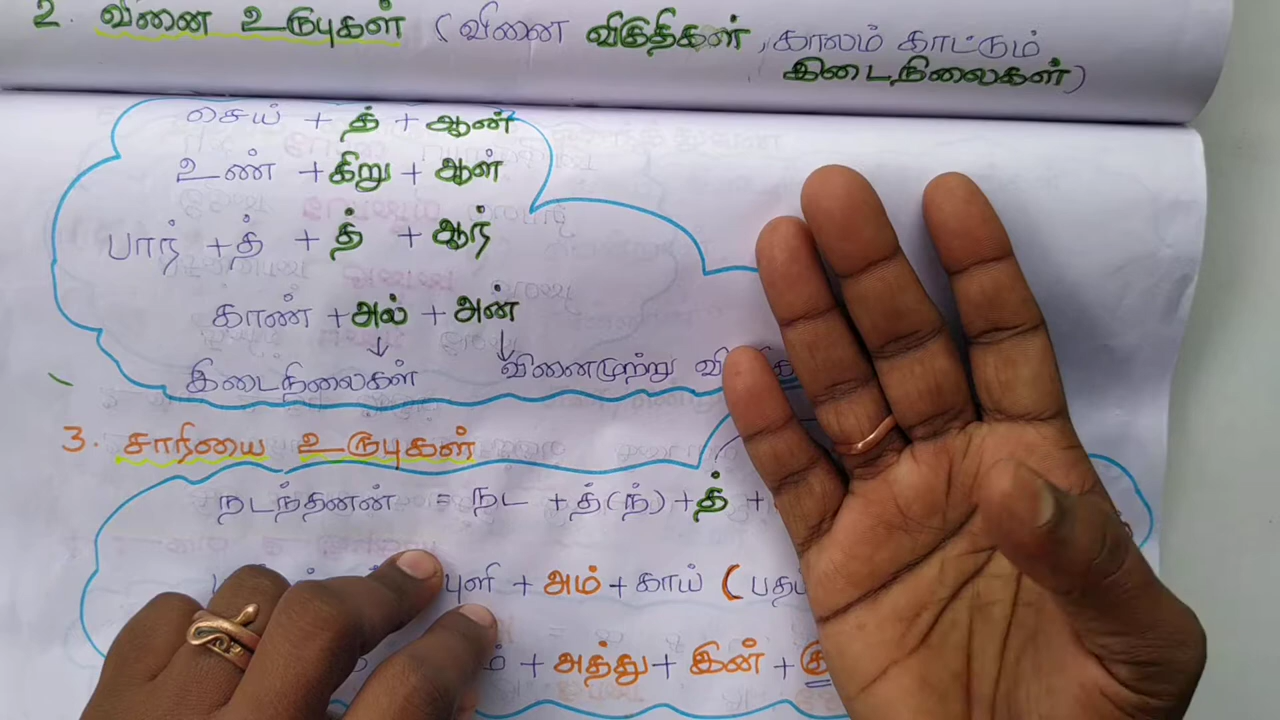 2. வினை உருபுகள் (வினை விகுதிகள், காலம் காட்டும்
இடைநிலைகள்)
செய் + த் + ஆன்
உண் + கிறு + ஆள்
பார் + த் + த் + ஆர்
காண் + அல் + அன்
இடைநிலைகள் வினைமுற்று
3. சாரியை உருபுகள்
நடந்தனன் = நட + த்(ந்) + த் +
புளி + அம் + காய் (
+ அத்து + இன் +